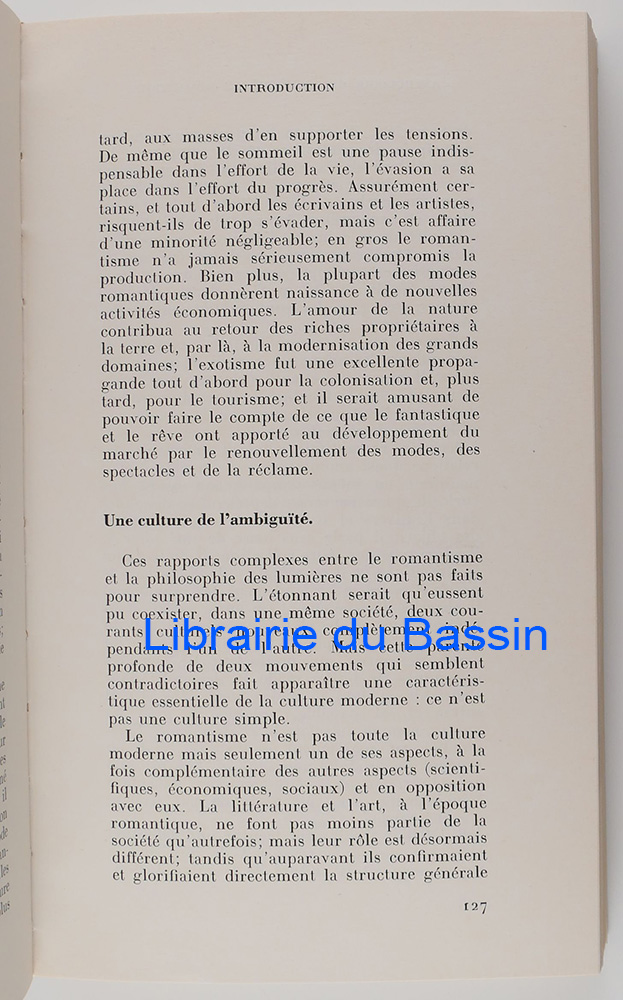 INTRODUCTION
tard, aux masses d'en supporter les tensions.
De même que le sommeil est une pause indis-
pensable dans l'effort de la vie, l'évasion a sa
place dans l'effort du progrès. Assurément cer-
tains, et tout d'abord les écrivains et les artistes,
risquent-ils de trop s'évader, mais c'est affaire
d'une minorité négligeable; en gros le roman-
tisme n'a jamais sérieusement compromis la
production. Bien plus, la plupart des modes
romantiques donnèrent naissance à de nouvelles
activités économiques. L'amour de la nature
contribua au retour des riches propriétaires à
la terre et, par là, à la modernisation des grands
domaines; l'exotisme fut une excellente propa-
gande tout d'abord pour la colonisation et, plus
tard, pour le tourisme; et il serait amusant de
pouvoir faire le compte de ce que le fantastique
et le rêve ont apporté au développement du
marché par le renouvellement des modes, des
spectacles et de la réclame.
Une culture de l'ambiguïté.
Ces rapports complexes entre le romantisme
et la philosophie des lumières ne sont pas faits
pour surprendre. L'étonnant serait qu'eussent
pu coexister, dans une même société, deux cou-
rants culturels nouveaux complètement indé-
pendants l'un de l'autre. Mais cette parenté
Librairie du Bassin
profonde de deux mouvements qui semblent
contradictoires fait apparaître une caractéris-
tique essentielle de la culture moderne : ce n'est
pas une culture simple.
Le romantisme n'est pas toute la culture
moderne mais seulement un de ses aspects, à la
fois complémentaire des autres aspects (scienti-
fiques, économiques, sociaux) et en opposition
avec eux. La littérature et l'art, à l'époque
romantique, ne font pas moins partie de la
société qu'autrefois; mais leur rôle est désormais
différent; tandis qu'auparavant ils confirmaient
et glorifiaient directement la structure générale
127